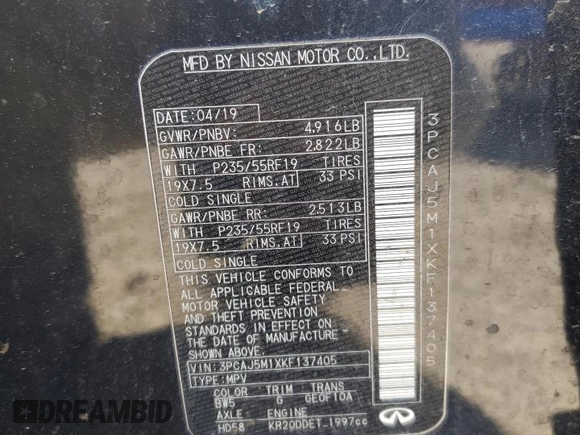 MFD BY NISSAN MOTOR CO.,LTD.
DATE: 04/19
GVWR/PNBV: 4,916LB
GAWR/PNBE FR: 2,822LB
WITH P235/55RF19 TIRES
19X7.5 RIMS.AT 33 PSI
COLD SINGLE
GAWR/PNBE RR: 2,513LB
WITH P235/55RF19 TIRES
19X7.5 RIMS.AT 33 PSI
COLD SINGLE
THIS VEHICLE CONFORMS TO
ALL APPLICABLE FEDERAL
MOTOR VEHICLE SAFETY
AND THEFT PREVENTION
STANDARDS IN EFFECT ON
THE DATE OF MANUFACTURE
SHOWN ABOVE.
VIN: 3PCAJ5M1XKF137405
TYPE: MPV
COLOR TRIM TRANS
BW5 G GE0F10A
AXLE ENGINE
HD58 KR20DDET 1997cc
3PCAJ5M1XKF137405
DREAMBID